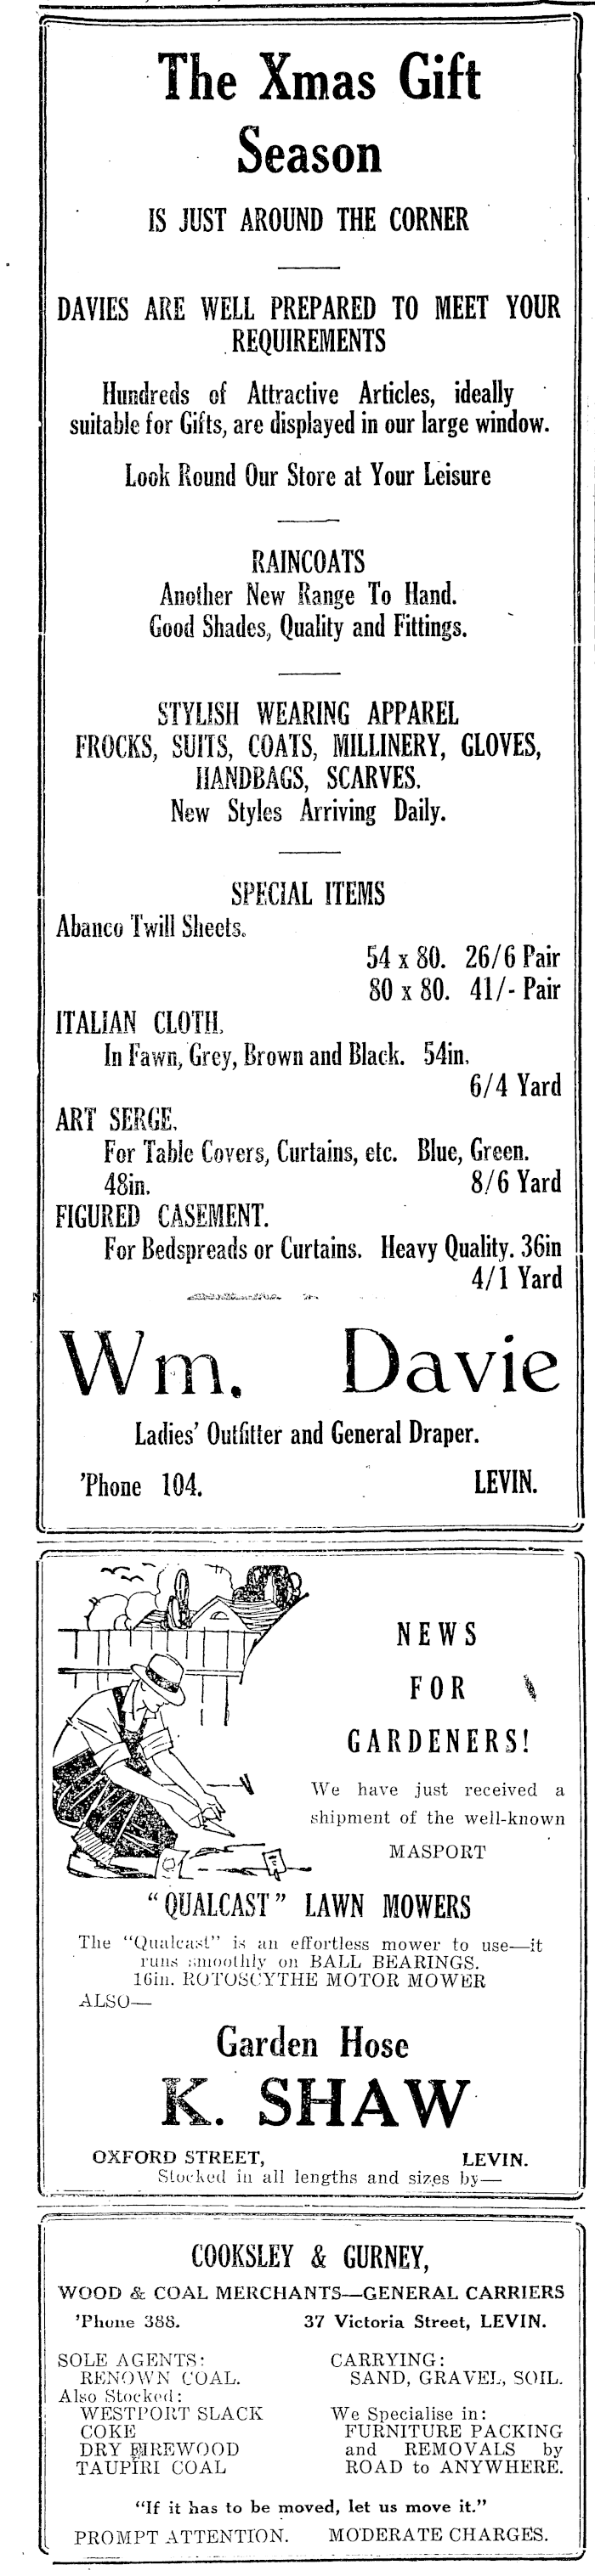 The Xmas Gift
Season
IS JUST AROUND THE CORNER
DAVIES ARE WELL PREPARED TO MEET YOUR
REQUIREMENTS
Hundreds of Attractive Articles, ideally
suitable for Gifts, are displayed in our large window.
Look Round Our Store at Your Leisure
RAINCOATS
Another New Range To Hand.
Good Shades, Quality and Fittings.
STYLISH WEARING APPAREL
FROCKS, SUITS, COATS, MILLINERY, GLOVES,
HANDBAGS, SCARVES.
New Styles Arriving Daily.
SPECIAL ITEMS
Abanco Twill Sheets.
54 x 80. 26/6 Pair
80 x 80. 41/- Pair
ITALIAN CLOTH.
In Fawn, Grey, Brown and Black. 54in.
6/4 Yard
ART SERGE.
For Table Covers, Curtains, etc. Blue, Green.
48in. 8/6 Yard
FIGURED CASEMENT.
For Bedspreads or Curtains. Heavy Quality. 36in
4/1 Yard
Wm. Davie
Ladies' Outfitter and General Draper.
'Phone 104. LEVIN.
NEWS
FOR
GARDENERS!
We have just received a
shipment of the well-known
MASPORT
"QUALCAST" LAWN MOWERS
The "Qualcast" is an effortless mower to use—it
runs smoothly on BALL BEARINGS.
16in. ROTOSCYTHE MOTOR MOWER
ALSO—
Garden Hose
K. SHAW
OXFORD STREET, LEVIN.
Stocked in all lengths and sizes by—
COOKSLEY & GURNEY,
WOOD & COAL MERCHANTS—GENERAL CARRIERS
'Phone 388. 37 Victoria Street, LEVIN.
SOLE AGENTS:
RENOWN COAL.
Also Stocked:
WESTPORT SLACK
COKE
DRY FIREWOOD
TAUPIRI COAL
CARRYING:
SAND, GRAVEL, SOIL.
We Specialise in:
FURNITURE PACKING
and REMOVALS by
ROAD to ANYWHERE.
"If it has to be moved, let us move it."
PROMPT ATTENTION. MODERATE CHARGES.